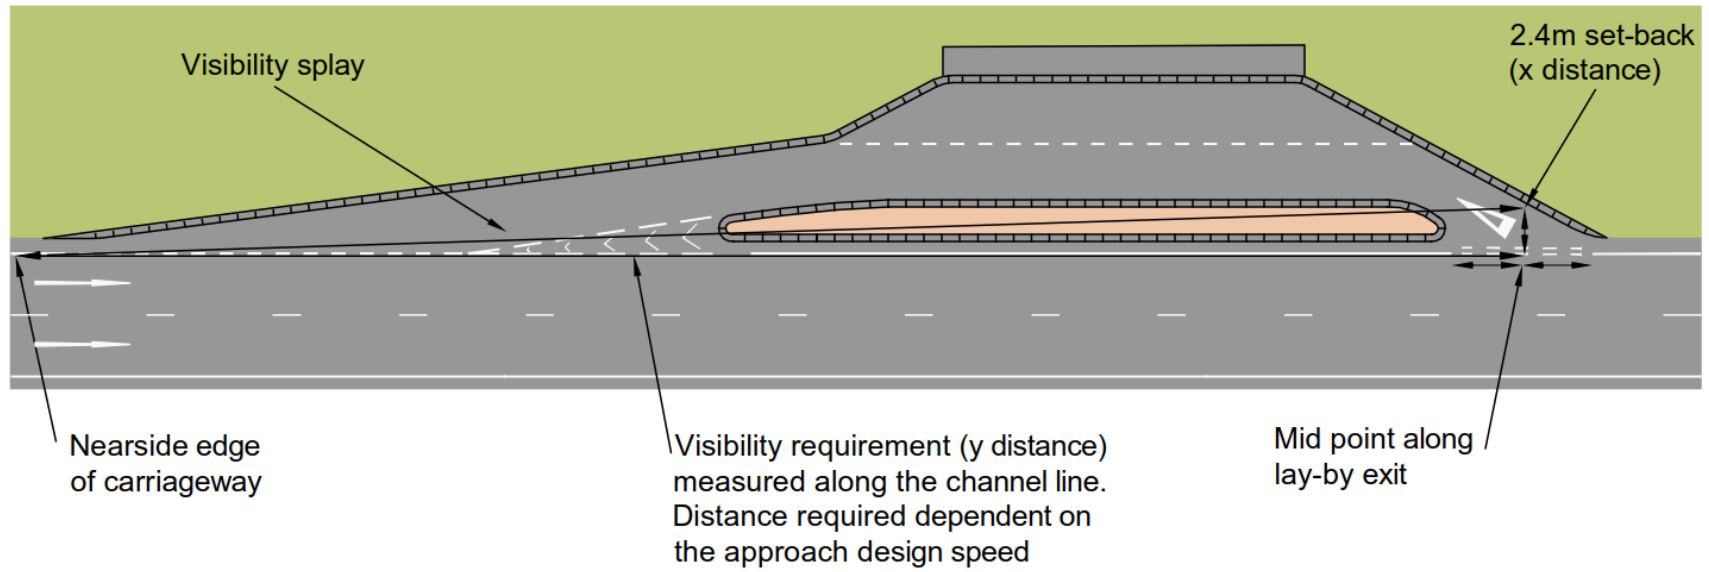 Visibility splay
2.4m set-back
(x distance)
Nearside edge
of carriageway
Visibility requirement (y distance)
measured along the channel line.
Distance required dependent on
the approach design speed
Mid point along
lay-by exit